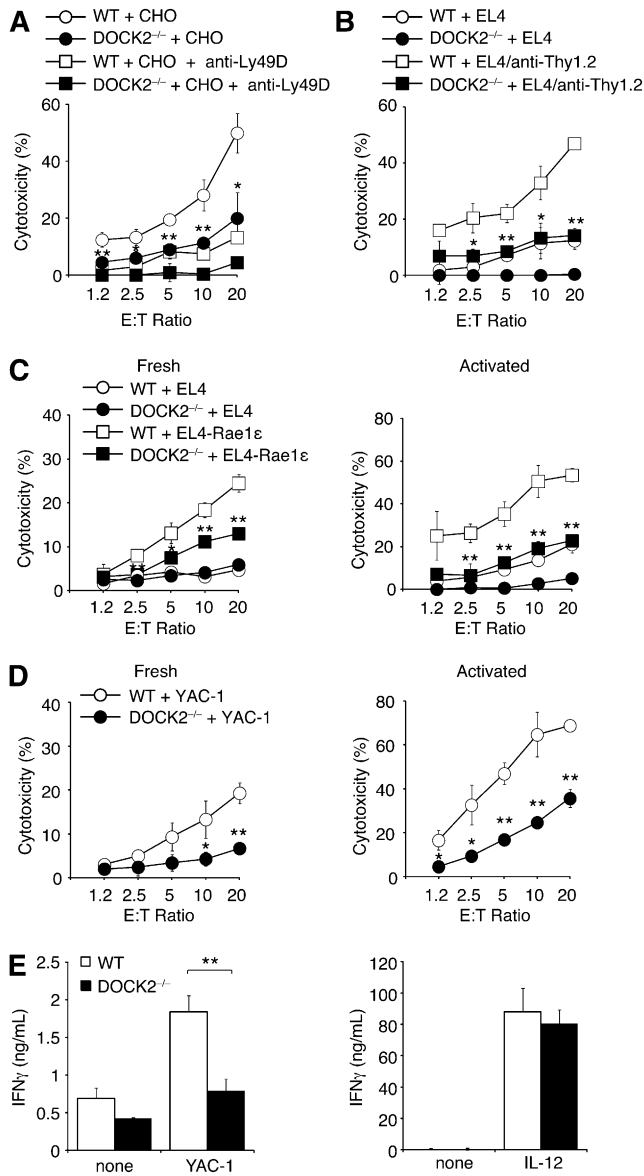 A
WT + CHO
DOCK2–/– + CHO
WT + CHO + anti-Ly49D
DOCK2–/– + CHO + anti-Ly49D
Cytotoxicity (%)
60
40
20
0
* 
** * ** **
1.2 2.5 5 10 20
E:T Ratio
B
WT + EL4
DOCK2–/– + EL4
WT + EL4/anti-Thy1.2
DOCK2–/– + EL4/anti-Thy1.2
Cytotoxicity (%)
60
40
20
0
* ** * **
1.2 2.5 5 10 20
E:T Ratio
C
Fresh
WT + EL4
DOCK2–/– + EL4
WT + EL4-Rae1ε
DOCK2–/– + EL4-Rae1ε
Cytotoxicity (%)
40
30
20
10
0
** * ** **
1.2 2.5 5 10 20
E:T Ratio
Activated
Cytotoxicity (%)
80
60
40
20
0
** ** ** **
1.2 2.5 5 10 20
E:T Ratio
D
Fresh
WT + YAC-1
DOCK2–/– + YAC-1
Cytotoxicity (%)
40
30
20
10
0
* **
1.2 2.5 5 10 20
E:T Ratio
Activated
Cytotoxicity (%)
80
60
40
20
0
* * ** ** **
1.2 2.5 5 10 20
E:T Ratio
E
WT
DOCK2–/–
**
IFNγ (ng/mL)
2.5
2
1.5
1
0.5
0
none YAC-1
IFNγ (ng/mL)
120
100
80
60
40
20
0
none IL-12